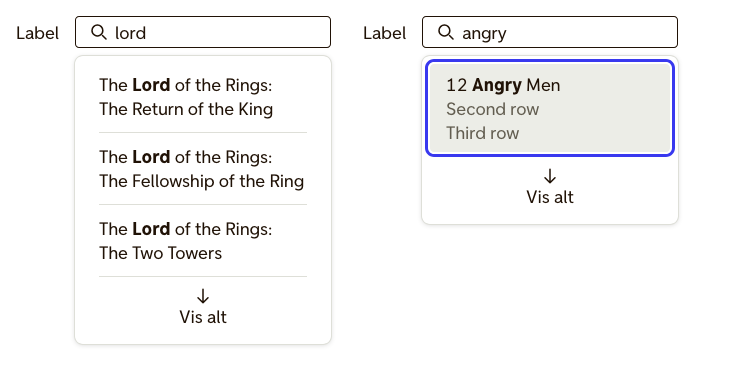 Label
lord
The Lord of the Rings:
The Return of the King
The Lord of the Rings:
The Fellowship of the Ring
The Lord of the Rings:
The Two Towers
Vis alt
Label
angry
12 Angry Men
Second row
Third row
Vis alt